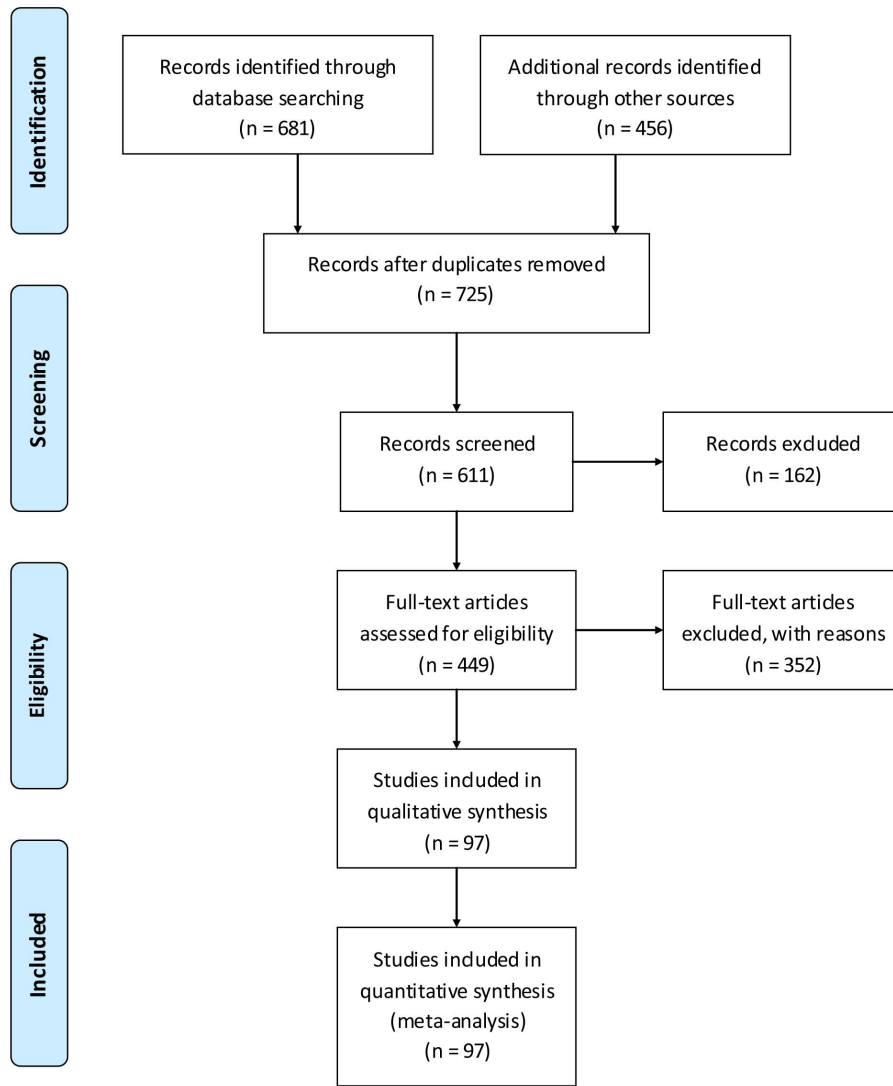 Identification
Records identified through
database searching
(n = 681)
Additional records identified
through other sources
(n = 456)
Records after duplicates removed
(n = 725)
Screening
Records screened
(n = 611)
Records excluded
(n = 162)
Eligibility
Full-text articles
assessed for eligibility
(n = 449)
Full-text articles
excluded, with reasons
(n = 352)
Studies included in
qualitative synthesis
(n = 97)
Included
Studies included in
quantitative synthesis
(meta-analysis)
(n = 97)